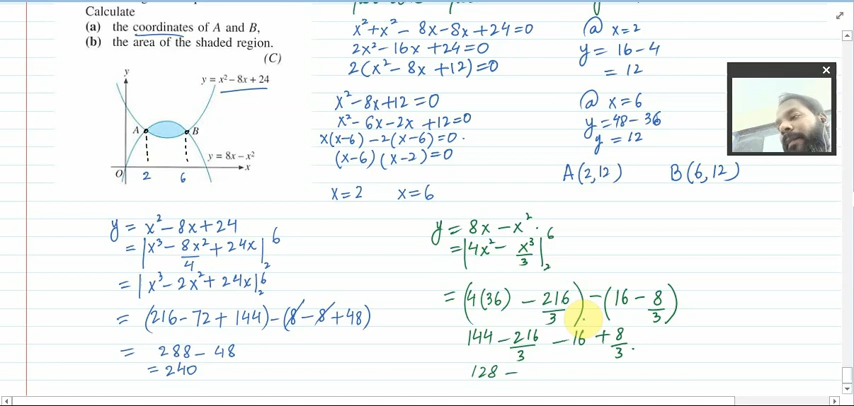 Calculate
(a) the coordinates of A and B,
(b) the area of the shaded region.
(C)
y
y = x² − 8x + 24
A
B
y = 8x − x²
O
2
6
x
x² + x² − 8x − 8x + 24 = 0
2x² − 16x + 24 = 0
2(x² − 8x + 12) = 0
x² − 8x + 12 = 0
x² − 6x − 2x + 12 = 0
x(x−6) − 2(x−6) = 0.
(x−6)(x−2) = 0
x = 2 x = 6
@ x = 2
y = 16 − 4
= 12
@ x = 6
y = 48 − 36
y = 12
A(2,12) B(6,12)
y = x² − 8x + 24
= |x³ − 8x²/4 + 24x|₂⁶
= |x³ − 2x² + 24x|₂⁶
= (216 − 72 + 144) − (8 − 8 + 48)
= 288 − 48
= 240
y = 8x − x².
= |4x² − x³/3|₂⁶
= (4(36) − 216/3) − (16 − 8/3)
144 − 216/3 − 16 + 8/3.
128 −